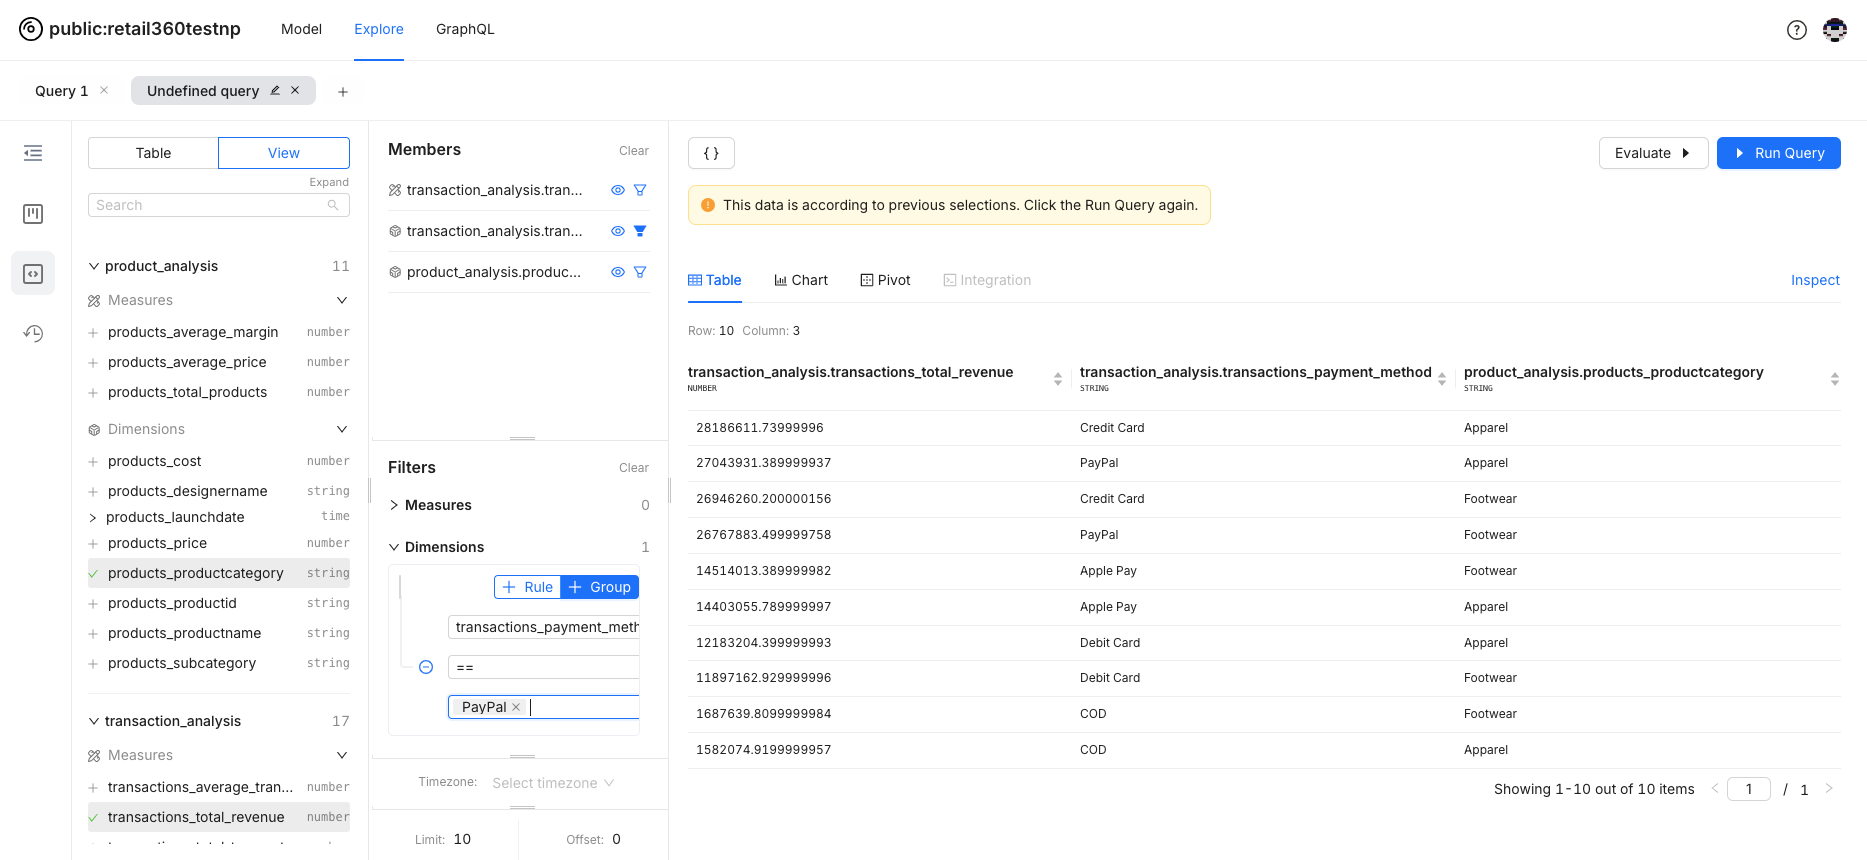 public:retail360testnp
Model
Explore
GraphQL
Query 1
Undefined query
Table
View
Expand
Search
product_analysis 11
Measures
products_average_margin number
products_average_price number
products_total_products number
Dimensions
products_cost number
products_designername string
products_launchdate time
products_price number
products_productcategory string
products_productid string
products_productname string
products_subcategory string
transaction_analysis 17
Measures
transactions_average_tran... number
transactions_total_revenue number
Members Clear
transaction_analysis.tran...
transaction_analysis.tran...
product_analysis.produc...
Filters Clear
Measures 0
Dimensions 1
+ Rule + Group
transactions_payment_meth
==
PayPal
Timezone: Select timezone
Limit: 10 Offset: 0
{ }
Evaluate
Run Query
This data is according to previous selections. Click the Run Query again.
Table Chart Pivot Integration Inspect
Row: 10 Column: 3
transaction_analysis.transactions_total_revenue transaction_analysis.transactions_payment_method product_analysis.products_productcategory
NUMBER STRING STRING
28186611.73999996 Credit Card Apparel
27043931.389999937 PayPal Apparel
26946260.200000156 Credit Card Footwear
26767883.499999758 PayPal Footwear
14514013.389999982 Apple Pay Footwear
14403055.789999997 Apple Pay Apparel
12183204.399999993 Debit Card Apparel
11897162.929999996 Debit Card Footwear
1687639.8099999984 COD Footwear
1582074.9199999957 COD Apparel
Showing 1-10 out of 10 items 1 / 1